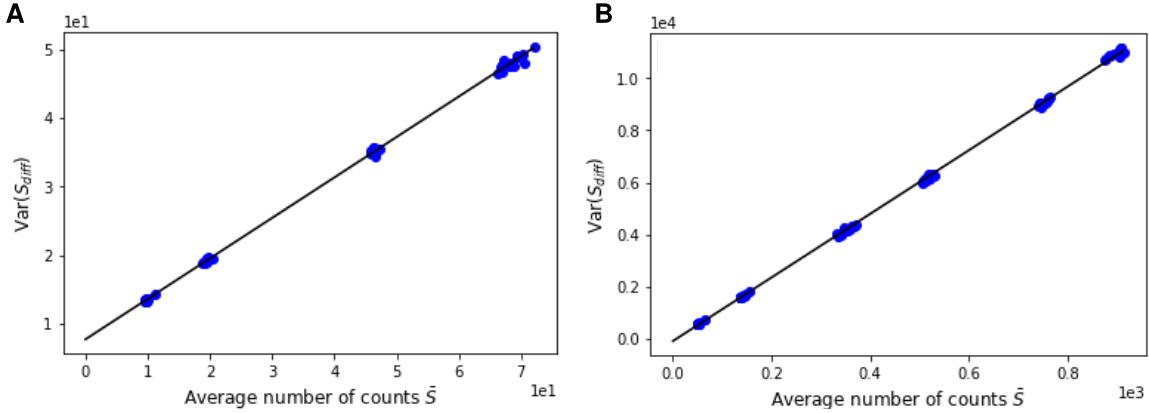 A
1e1
5
4
3
2
1
Var(S_diff)
0 1 2 3 4 5 6 7
1e1
Average number of counts S̄
B
1e4
1.0
0.8
0.6
0.4
0.2
0.0
Var(S_diff)
0.0 0.2 0.4 0.6 0.8
1e3
Average number of counts S̄